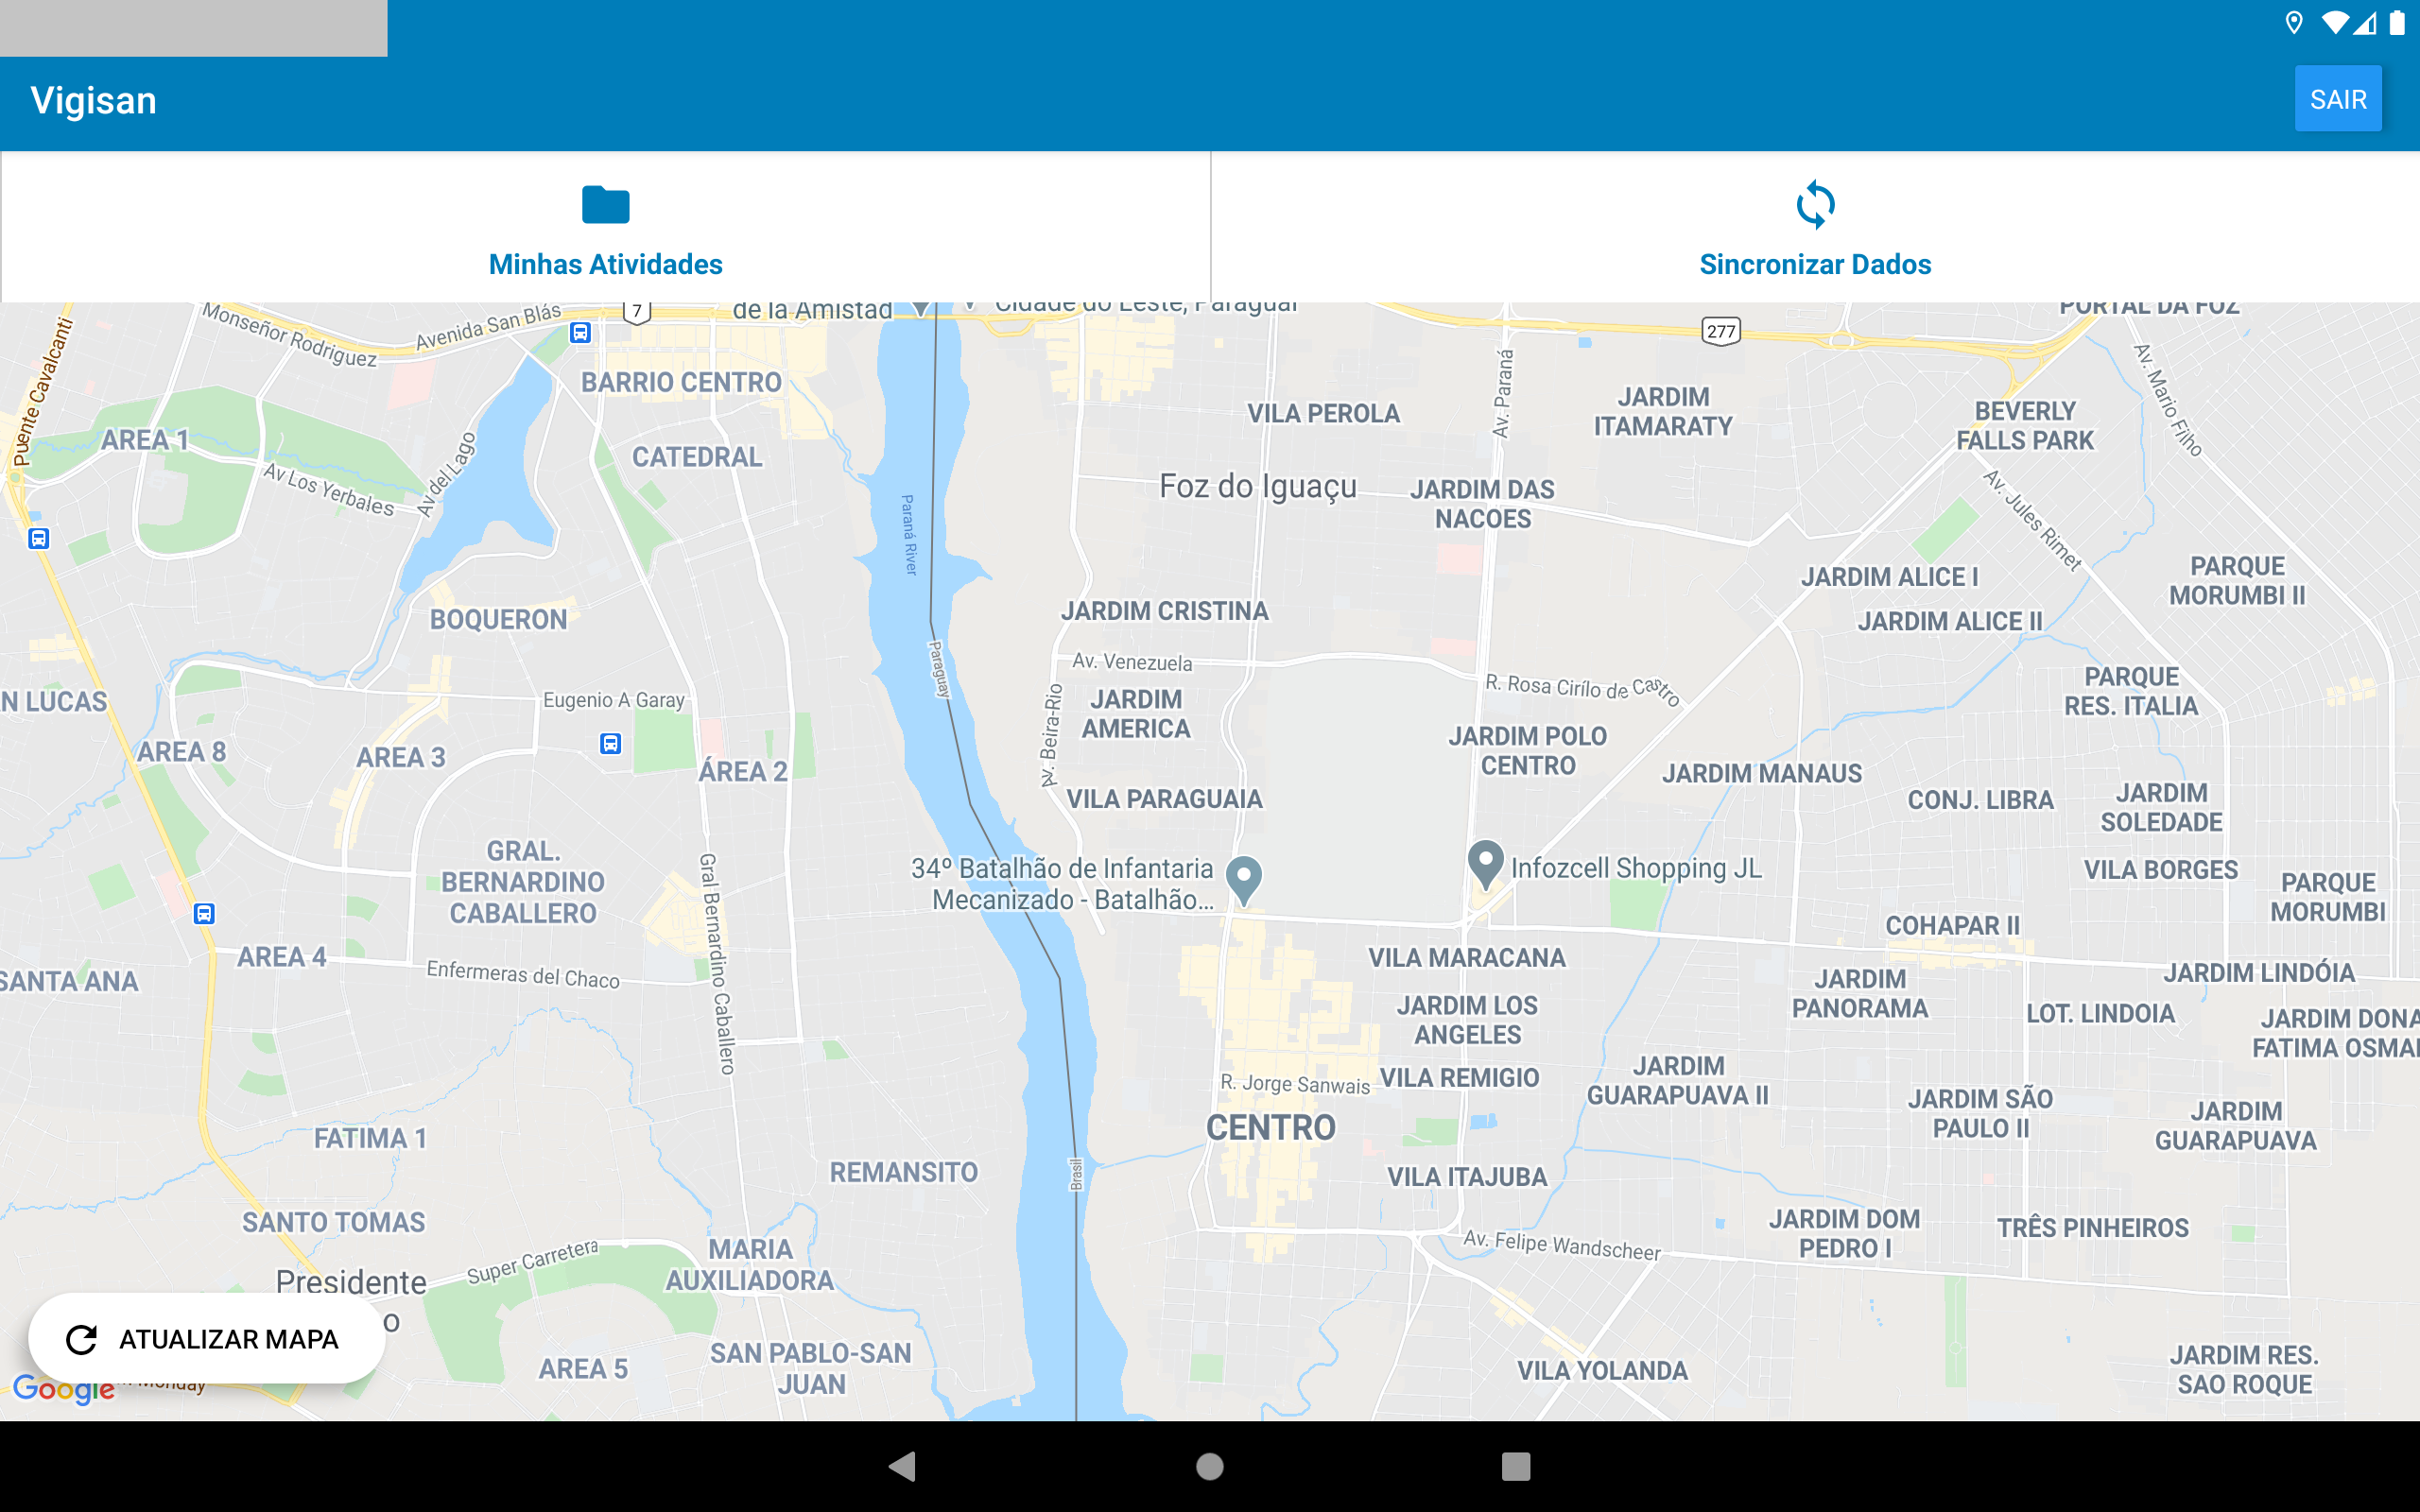 Vigisan
SAIR
Minhas Atividades
Sincronizar Dados
de la Amistad
Cidade do Leste, Paraguai
PORTAL DA FOZ
Monseñor Rodriguez
Avenida San Blás
7
277
Puente Cavalcanti
BARRIO CENTRO
Av. Paraná
Av. Mario Filho
VILA PEROLA
JARDIM
ITAMARATY
BEVERLY
FALLS PARK
AREA 1
CATEDRAL
Av del Lago
Av Los Yerbales
Foz do Iguaçu
JARDIM DAS
NACOES
Av. Jules Rimet
Paraná River
JARDIM ALICE I
PARQUE
MORUMBI II
BOQUERON
JARDIM CRISTINA
JARDIM ALICE II
Paraguay
Av. Venezuela
R. Rosa Cirílo de Castro
PARQUE
RES. ITALIA
N LUCAS
Eugenio A Garay
JARDIM
AMERICA
Av. Beira-Rio
AREA 8
AREA 3
ÁREA 2
JARDIM POLO
CENTRO
JARDIM MANAUS
VILA PARAGUAIA
CONJ. LIBRA
JARDIM
SOLEDADE
GRAL.
BERNARDINO
CABALLERO
Gral Bernardino Caballero
34º Batalhão de Infantaria
Mecanizado - Batalhão...
Infozcell Shopping JL
VILA BORGES
PARQUE
MORUMBI
COHAPAR II
AREA 4
Enfermeras del Chaco
SANTA ANA
VILA MARACANA
JARDIM LINDÓIA
JARDIM
PANORAMA
JARDIM LOS
ANGELES
LOT. LINDOIA
JARDIM DONA
FATIMA OSMA
R. Jorge Sanwais
VILA REMIGIO
JARDIM
GUARAPUAVA II
CENTRO
JARDIM SÃO
PAULO II
JARDIM
GUARAPUAVA
FATIMA 1
REMANSITO
Brasil
VILA ITAJUBA
SANTO TOMAS
JARDIM DOM
PEDRO I
TRÊS PINHEIROS
Super Carretera
MARIA
AUXILIADORA
Av. Felipe Wandscheer
Presidente
o
ATUALIZAR MAPA
AREA 5
SAN PABLO-SAN
JUAN
VILA YOLANDA
JARDIM RES.
SAO ROQUE
Google
Monday